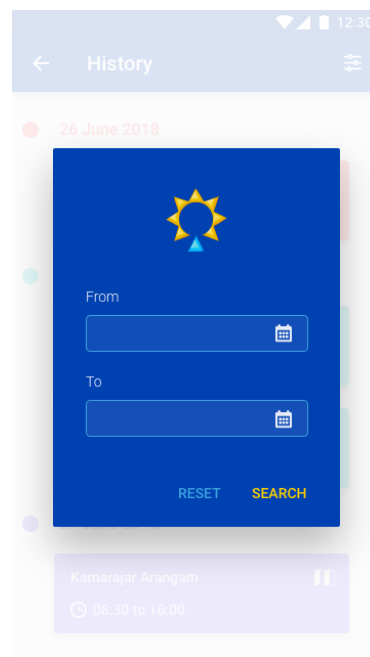 12:30
History
26 June 2018
From
To
RESET SEARCH
Kamarajar Arangam
08:30 to 16:00